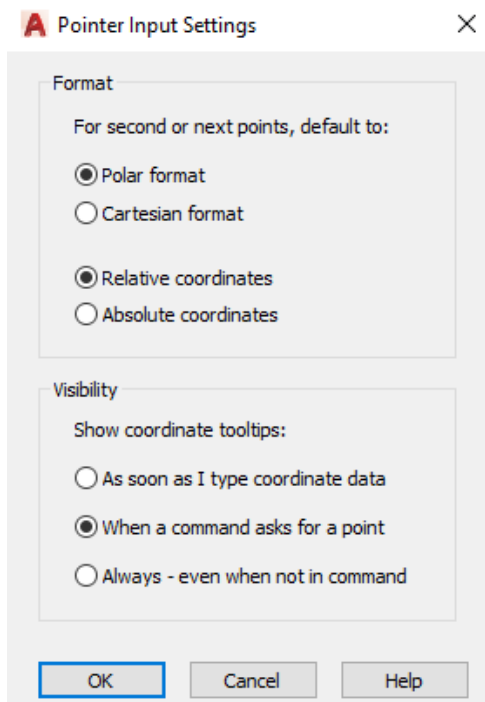 Pointer Input Settings
Format
For second or next points, default to:
Polar format
Cartesian format
Relative coordinates
Absolute coordinates
Visibility
Show coordinate tooltips:
As soon as I type coordinate data
When a command asks for a point
Always - even when not in command
OK Cancel Help